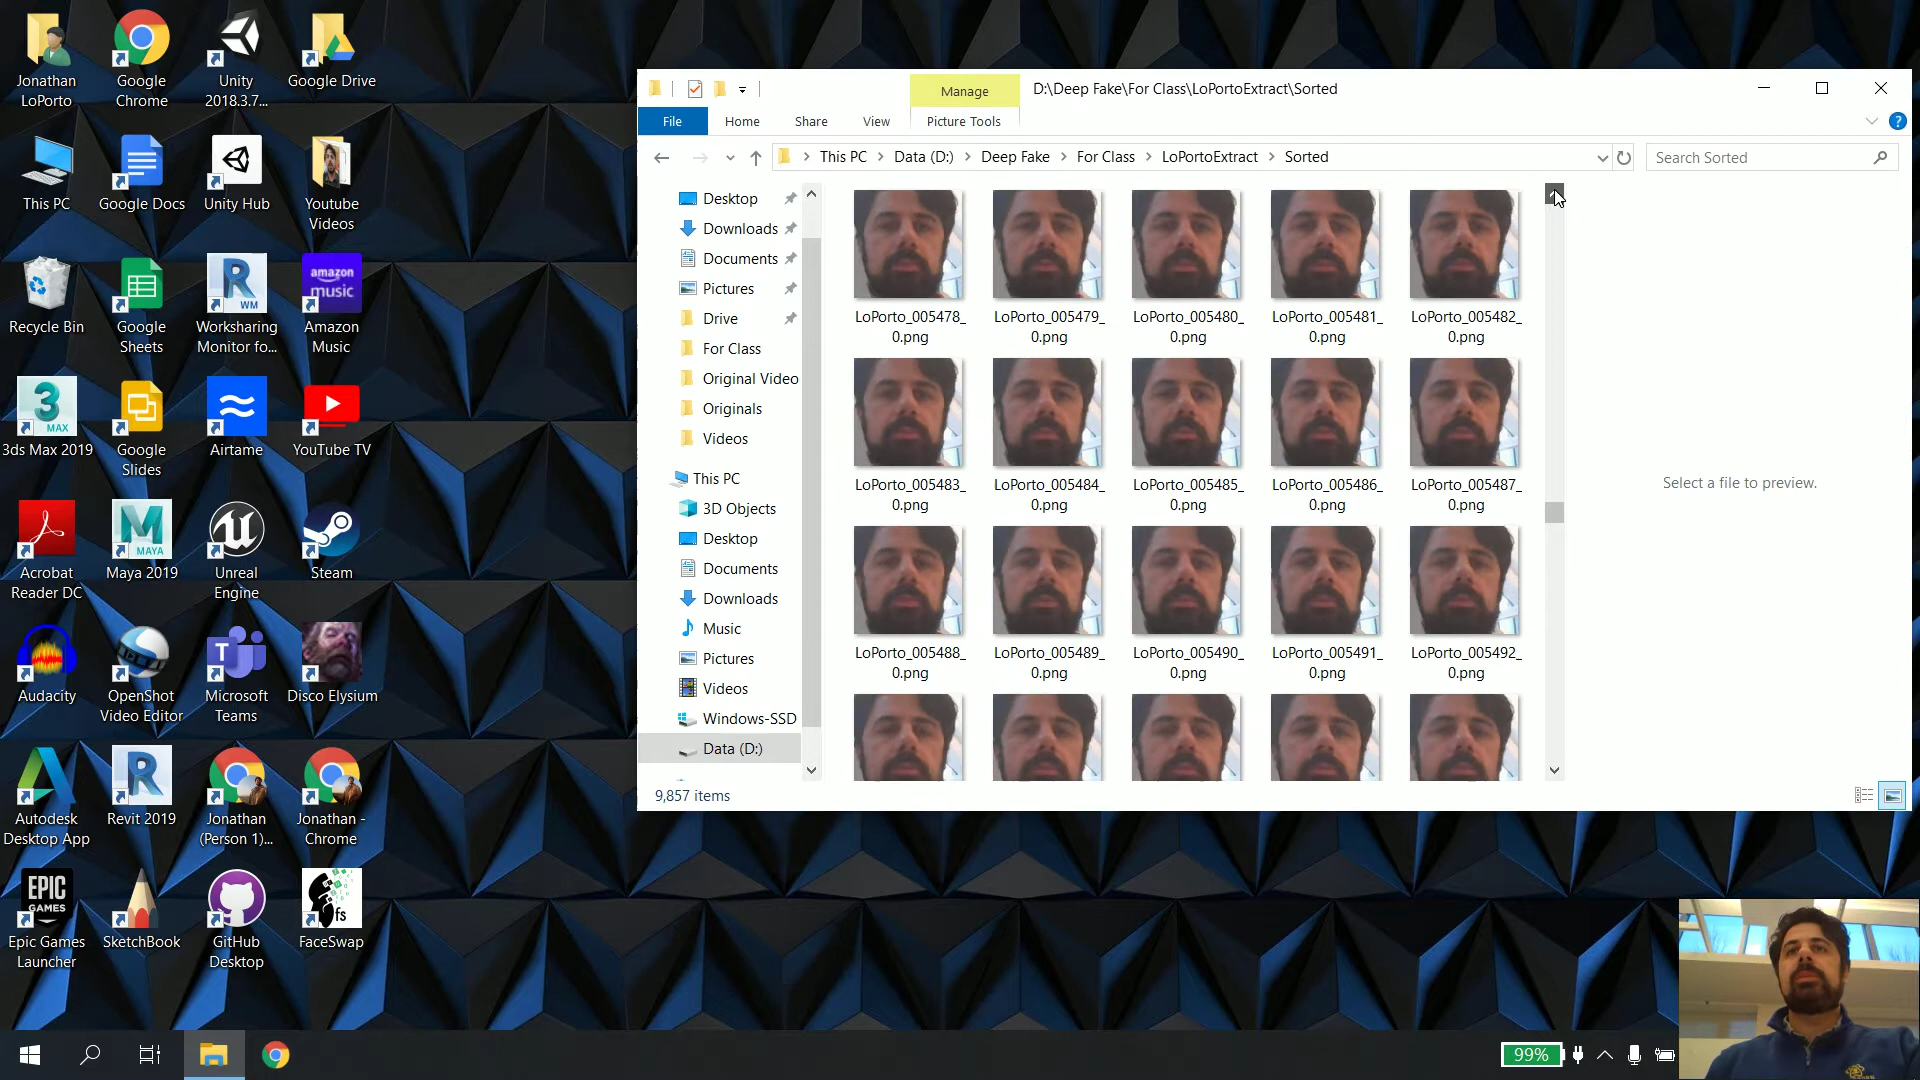 Jonathan
LoPorto
Google
Chrome
Unity
2018.3.7...
Google Drive
This PC
Google Docs
Unity Hub
Youtube
Videos
Recycle Bin
Google
Sheets
WM
Worksharing
Monitor fo...
amazon
music
Amazon
Music
MAX
3ds Max 2019
Google
Slides
Airtame
YouTube TV
Acrobat
Reader DC
MAYA
Maya 2019
Unreal
Engine
Steam
Audacity
OpenShot
Video Editor
Microsoft
Teams
Disco Elysium
Autodesk
Desktop App
Revit 2019
Jonathan
(Person 1)...
Jonathan -
Chrome
EPIC
GAMES
Epic Games
Launcher
SketchBook
GitHub
Desktop
fs
FaceSwap
Manage
D:\Deep Fake\For Class\LoPortoExtract\Sorted
File Home Share View Picture Tools
This PC > Data (D:) > Deep Fake > For Class > LoPortoExtract > Sorted
Search Sorted
Desktop
Downloads
Documents
Pictures
Drive
For Class
Original Video
Originals
Videos
This PC
3D Objects
Desktop
Documents
Downloads
Music
Pictures
Videos
Windows-SSD
Data (D:)
LoPorto_005478_ LoPorto_005479_ LoPorto_005480_ LoPorto_005481_ LoPorto_005482_
0.png 0.png 0.png 0.png 0.png
LoPorto_005483_ LoPorto_005484_ LoPorto_005485_ LoPorto_005486_ LoPorto_005487_
0.png 0.png 0.png 0.png 0.png
LoPorto_005488_ LoPorto_005489_ LoPorto_005490_ LoPorto_005491_ LoPorto_005492_
0.png 0.png 0.png 0.png 0.png
Select a file to preview.
9,857 items
99%